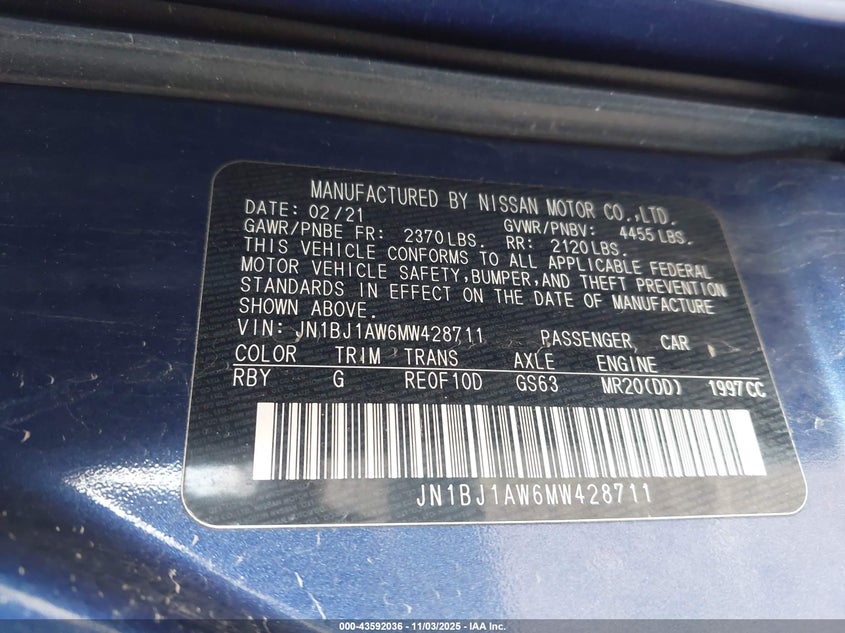 MANUFACTURED BY NISSAN MOTOR CO.,LTD.
DATE: 02/21 GVWR/PNBV: 4455LBS.
GAWR/PNBE FR: 2370LBS. RR: 2120LBS.
THIS VEHICLE CONFORMS TO ALL APPLICABLE FEDERAL
MOTOR VEHICLE SAFETY,BUMPER,AND THEFT PREVENTION
STANDARDS IN EFFECT ON THE DATE OF MANUFACTURE
SHOWN ABOVE.
VIN: JN1BJ1AW6MW428711 PASSENGER, CAR
COLOR TRIM TRANS AXLE ENGINE
RBY G RE0F10D GS63 MR20(DD) 1997CC
JN1BJ1AW6MW428711
000-43592036 - 11/03/2025 - IAA Inc.